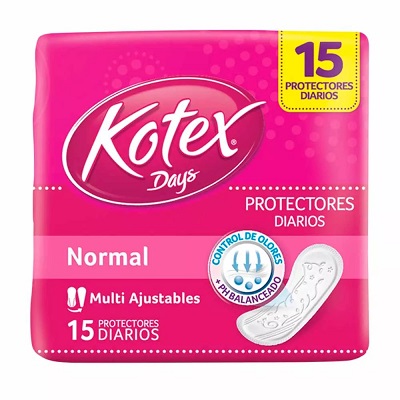 15
PROTECTORES
DIARIOS
Kotex
Days
PROTECTORES
DIARIOS
Normal
CONTROL DE OLORES
+ PH BALANCEADO
Multi Ajustables
15 PROTECTORES
DIARIOS